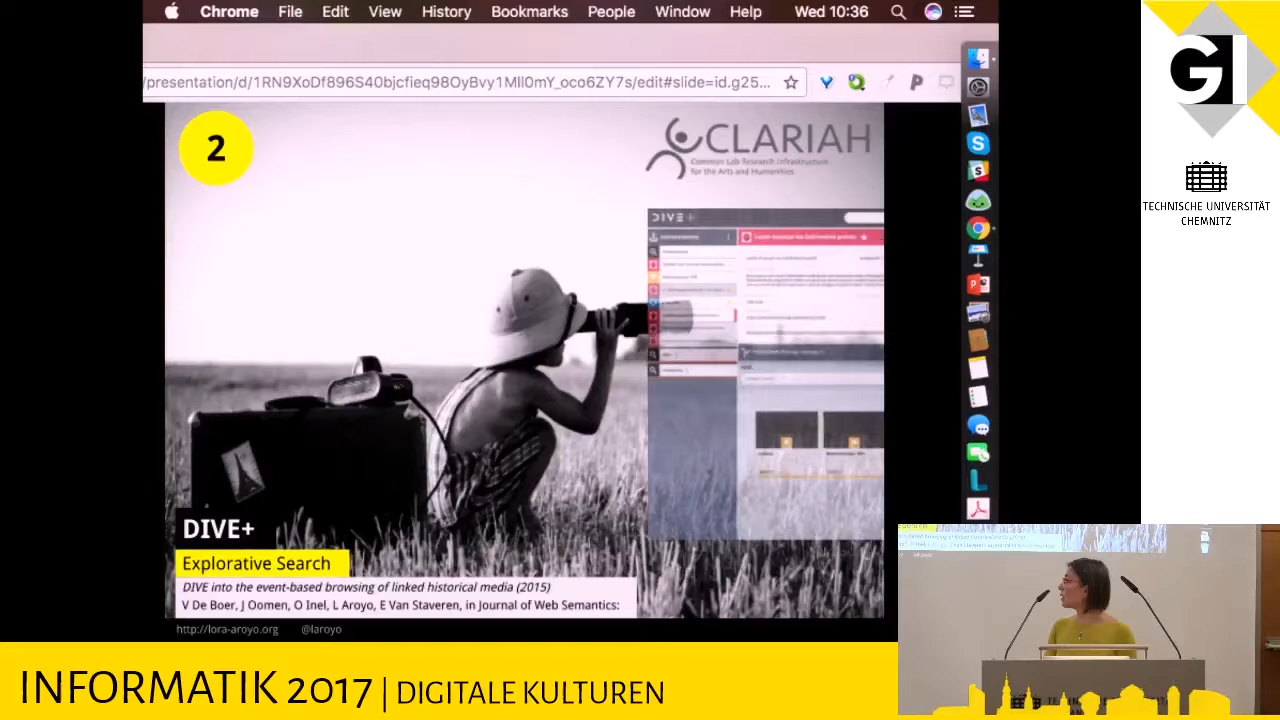 Chrome File Edit View History Bookmarks People Window Help Wed 10:36
/presentation/d/1RN9XoDf896S40bjcfieq98OyBvy1Mll0mY_oco6ZY7s/edit#slide=id.g25...
2
CLARIAH
Common Lab Research Infrastructure
for the Arts and Humanities
DIVE+
DIVE+
Explorative Search
DIVE into the event-based browsing of linked historical media (2015)
V De Boer, J Oomen, O Inel, L Aroyo, E Van Staveren, in Journal of Web Semantics:
http://lora-aroyo.org @laroyo
GI
TECHNISCHE UNIVERSITÄT
CHEMNITZ
INFORMATIK 2017 | DIGITALE KULTUREN